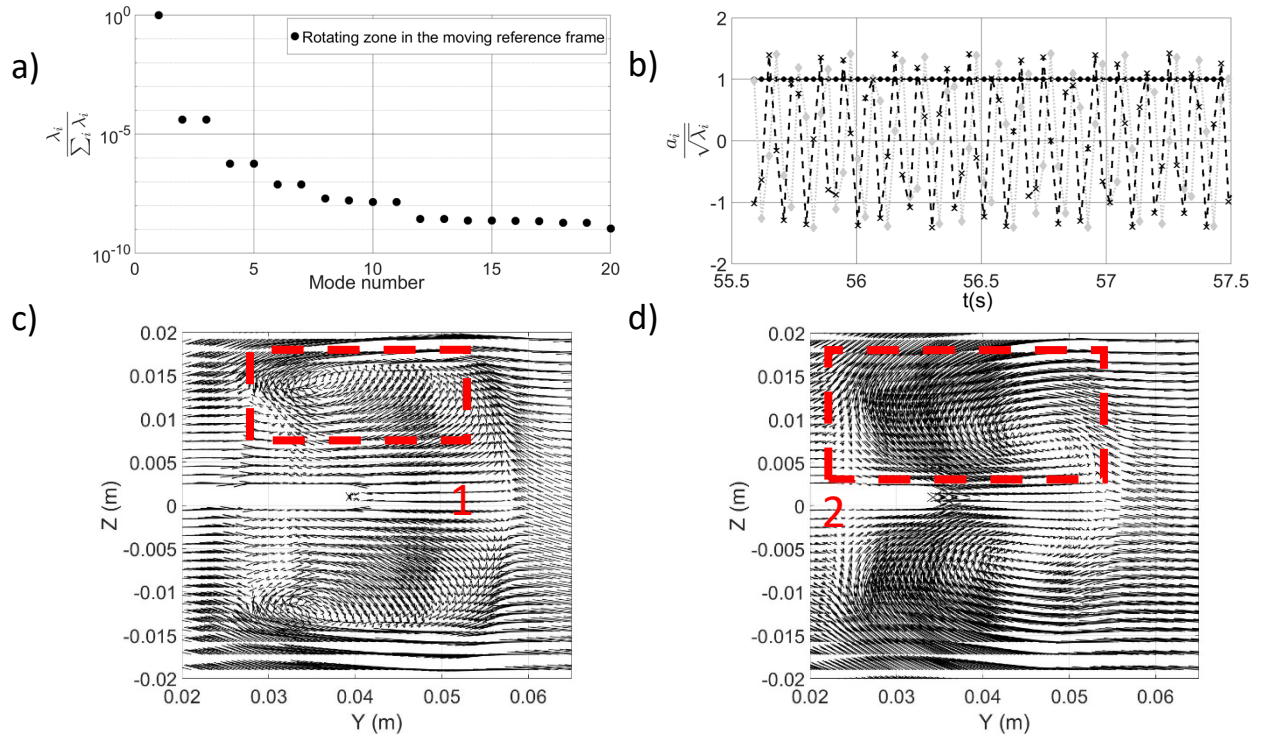 a)
10^0
10^-5
10^-10
λ_i / ∑_i λ_i
Rotating zone in the moving reference frame
0 5 10 15 20
Mode number
b)
2
1
0
-1
-2
a_i / √λ_i
55.5 56 56.5 57 57.5
t(s)
c)
0.02
0.015
0.01
0.005
0
-0.005
-0.01
-0.015
-0.02
Z (m)
1
0.02 0.03 0.04 0.05 0.06
Y (m)
d)
0.02
0.015
0.01
0.005
0
-0.005
-0.01
-0.015
-0.02
Z (m)
2
0.02 0.03 0.04 0.05 0.06
Y (m)